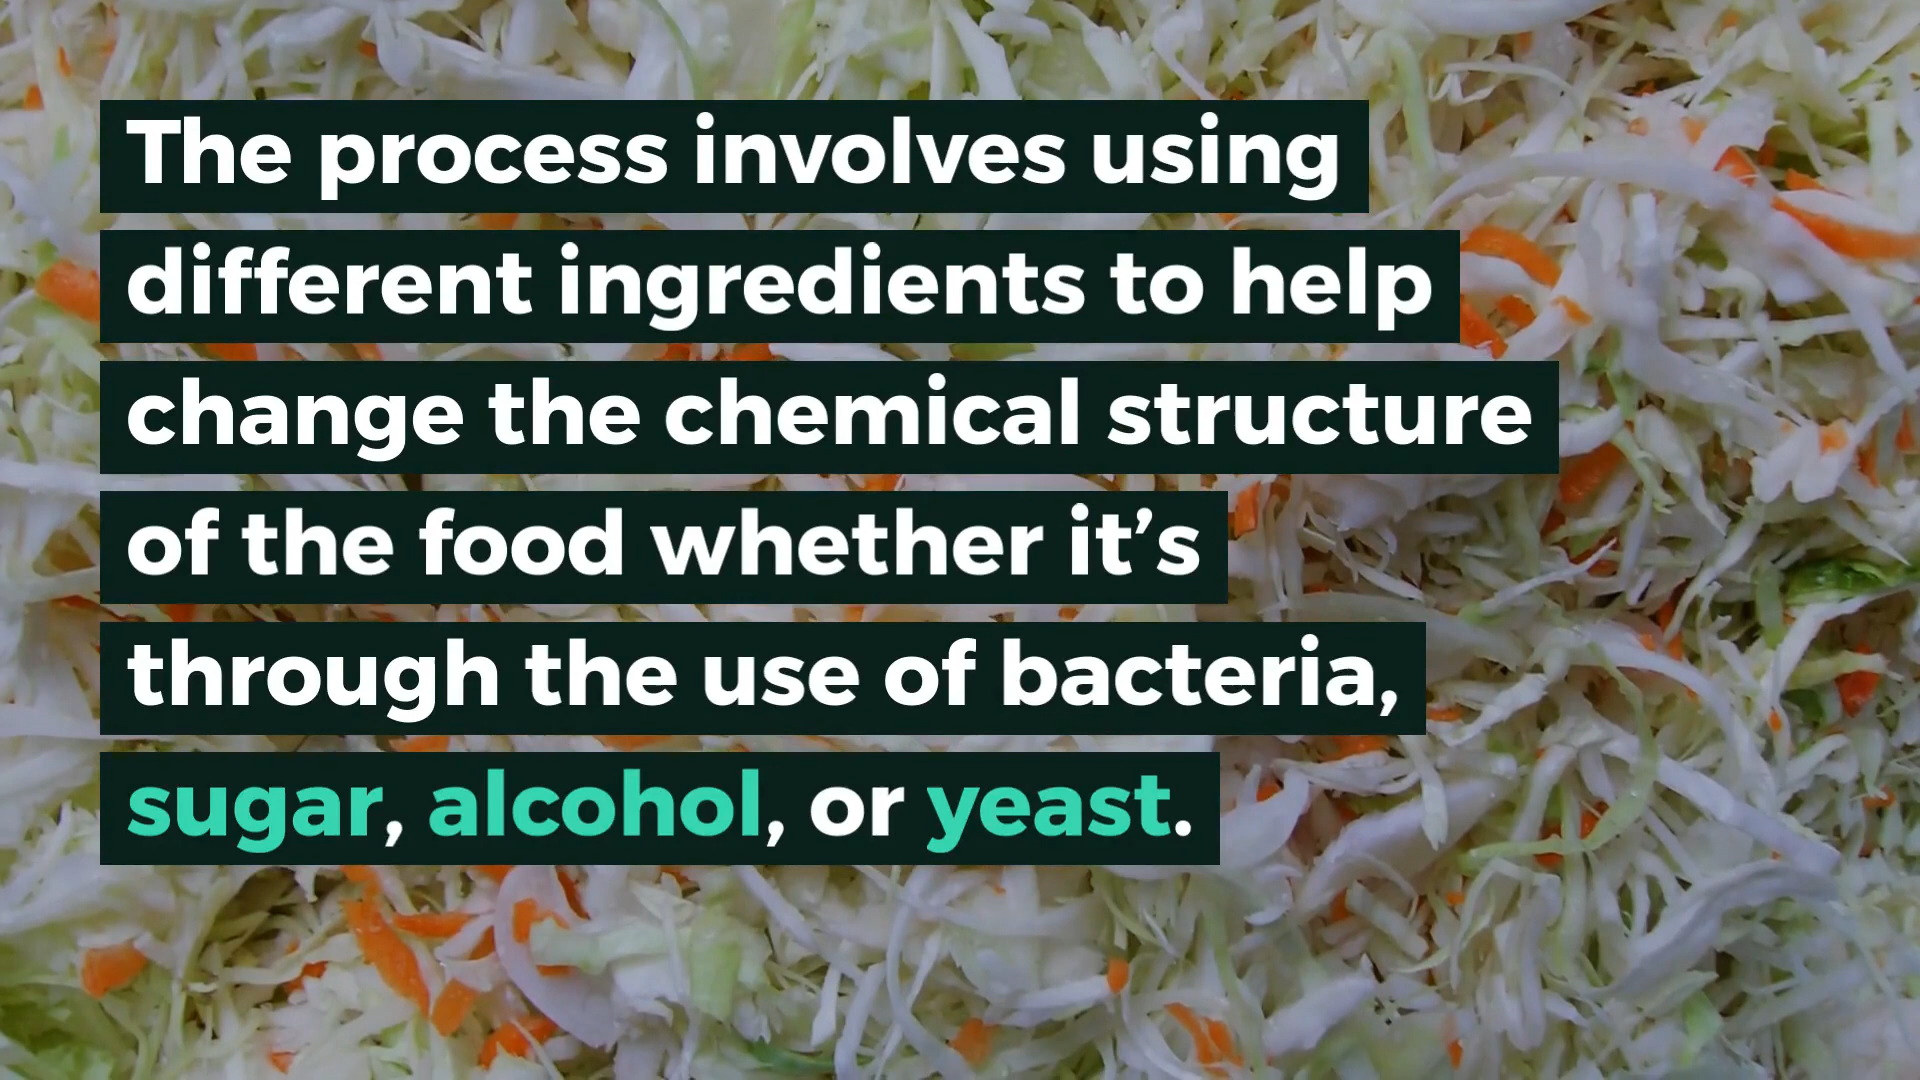 The process involves using
different ingredients to help
change the chemical structure
of the food whether it’s
through the use of bacteria,
sugar, alcohol, or yeast.